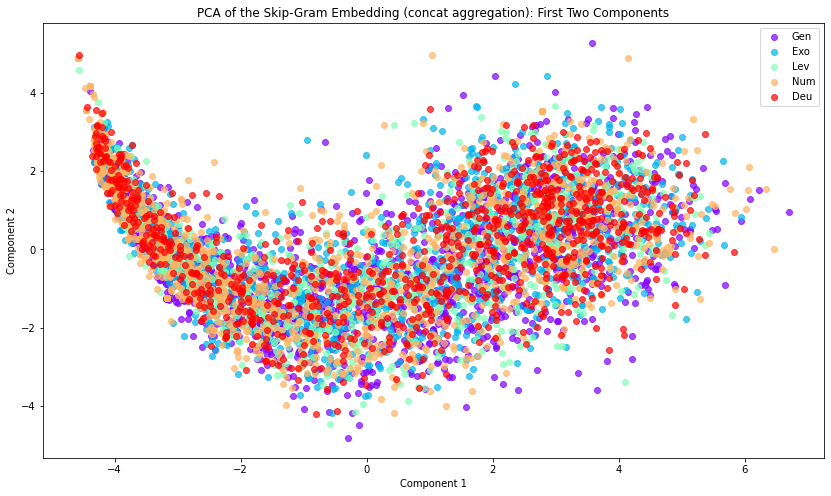 PCA of the Skip-Gram Embedding (concat aggregation): First Two Components
Gen
Exo
Lev
Num
Deu
4
2
0
−2
−4
Component 2
−4
−2
0
2
4
6
Component 1